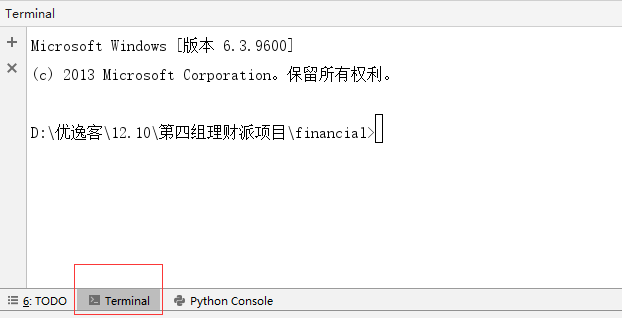 Terminal
Microsoft Windows [版本 6.3.9600]
(c) 2013 Microsoft Corporation。保留所有权利。
D:\优逸客\12.10\第四组理财派项目\financial>
6: TODO Terminal Python Console